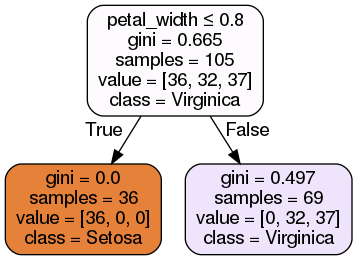 petal_width ≤ 0.8
gini = 0.665
samples = 105
value = [36, 32, 37]
class = Virginica
True
False
gini = 0.0
samples = 36
value = [36, 0, 0]
class = Setosa
gini = 0.497
samples = 69
value = [0, 32, 37]
class = Virginica